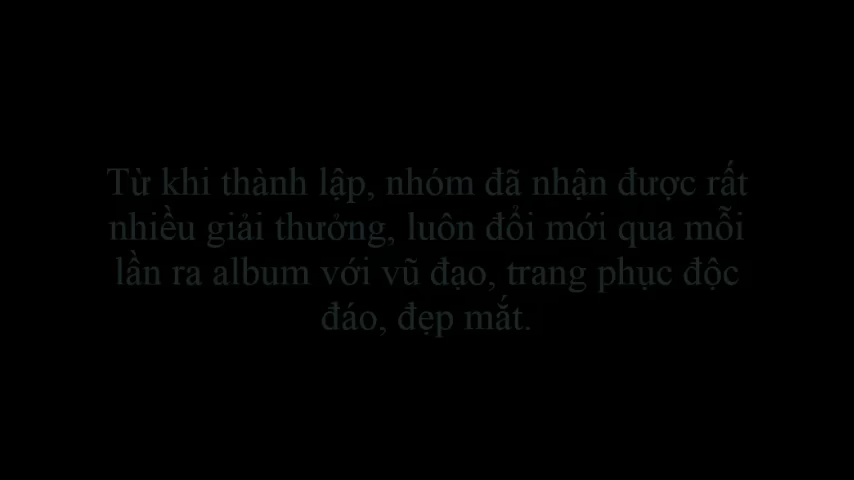 Từ khi thành lập, nhóm đã nhận được rất
nhiều giải thưởng, luôn đổi mới qua mỗi
lần ra album với vũ đạo, trang phục độc
đáo, đẹp mắt.